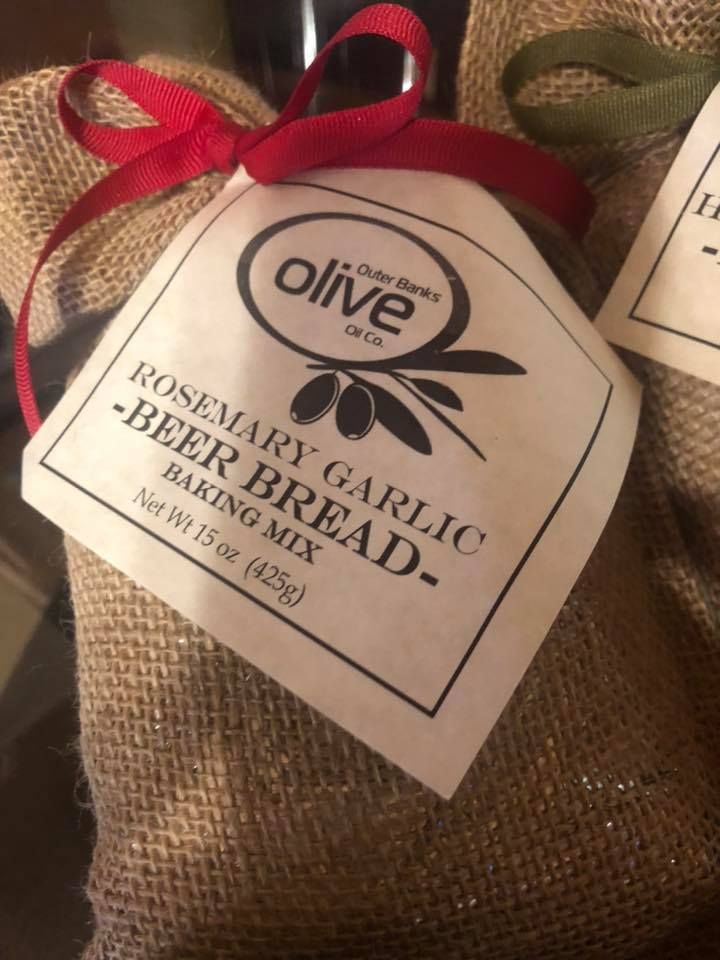 Outer Banks
olive
Oil Co.
ROSEMARY GARLIC
-BEER BREAD-
BAKING MIX
Net Wt 15 oz (425g)
H
-